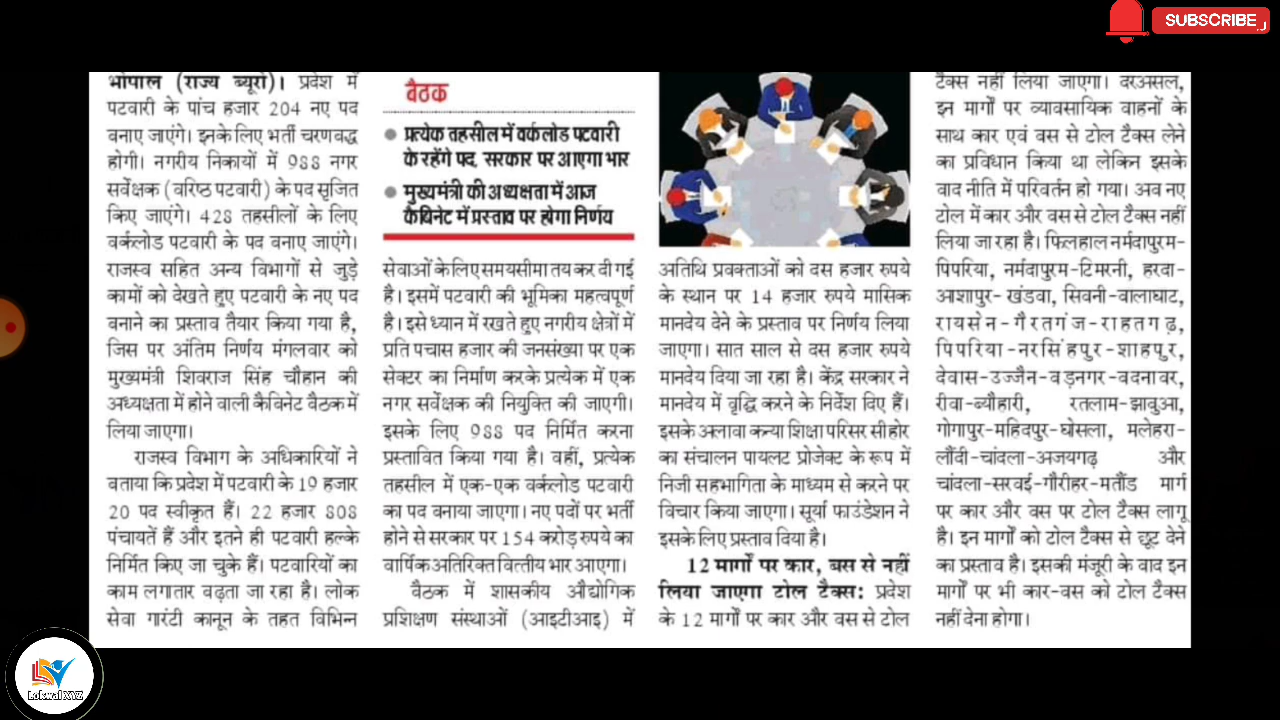 SUBSCRIBE
भोपाल (राज्य ब्यूरो)। प्रदेश में
पटवारी के पांच हजार 204 नए पद
बनाए जाएंगे। इनके लिए भर्ती चरणवद्ध
होगी। नगरीय निकायों में 988 नगर
सर्वेक्षक (वरिष्ठ पटवारी) के पद सृजित
किए जाएंगे। 428 तहसीलों के लिए
वर्कलोड पटवारी के पद बनाए जाएंगे।
राजस्व सहित अन्य विभागों से जुड़े
कामों को देखते हुए पटवारी के नए पद
बनाने का प्रस्ताव तैयार किया गया है,
जिस पर अंतिम निर्णय मंगलवार को
मुख्यमंत्री शिवराज सिंह चौहान की
अध्यक्षता में होने वाली कैबिनेट बैठक में
लिया जाएगा।
राजस्व विभाग के अधिकारियों ने
बताया कि प्रदेश में पटवारी के 19 हजार
20 पद स्वीकृत हैं। 22 हजार 808
पंचायतें हैं और इतने ही पटवारी हल्के
निर्मित किए जा चुके हैं। पटवारियों का
काम लगातार बढ़ता जा रहा है। लोक
सेवा गारंटी कानून के तहत विभिन्न
बैठक
प्रत्येक तहसील में वर्कलोड पटवारी
के रहेंगे पद, सरकार पर आएगा भार
मुख्यमंत्री की अध्यक्षता में आज
कैबिनेट में प्रस्ताव पर होगा निर्णय
सेवाओं के लिए समयसीमा तय कर दी गई
है। इसमें पटवारी की भूमिका महत्वपूर्ण
है। इसे ध्यान में रखते हुए नगरीय क्षेत्रों में
प्रति पचास हजार की जनसंख्या पर एक
सेक्टर का निर्माण करके प्रत्येक में एक
नगर सर्वेक्षक की नियुक्ति की जाएगी।
इसके लिए 988 पद निर्मित करना
प्रस्तावित किया गया है। वहीं, प्रत्येक
तहसील में एक-एक वर्कलोड पटवारी
का पद बनाया जाएगा। नए पदों पर भर्ती
होने से सरकार पर 154 करोड़ रुपये का
वार्षिक अतिरिक्त वित्तीय भार आएगा।
बैठक में शासकीय औद्योगिक
प्रशिक्षण संस्थाओं (आइटीआइ) में
अतिथि प्रवक्ताओं को दस हजार रुपये
के स्थान पर 14 हजार रुपये मासिक
मानदेय देने के प्रस्ताव पर निर्णय लिया
जाएगा। सात साल से दस हजार रुपये
मानदेय दिया जा रहा है। केंद्र सरकार ने
मानदेय में वृद्धि करने के निर्देश दिए हैं।
इसके अलावा कन्या शिक्षा परिसर सीहोर
का संचालन पायलट प्रोजेक्ट के रूप में
निजी सहभागिता के माध्यम से करने पर
विचार किया जाएगा। सूर्या फाउंडेशन ने
इसके लिए प्रस्ताव दिया है।
12 मार्गों पर कार, बस से नहीं
लिया जाएगा टोल टैक्स: प्रदेश
के 12 मार्गों पर कार और बस से टोल
टैक्स नहीं लिया जाएगा। दरअसल,
इन मार्गों पर व्यावसायिक वाहनों के
साथ कार एवं बस से टोल टैक्स लेने
का प्रविधान किया था लेकिन इसके
बाद नीति में परिवर्तन हो गया। अब नए
टोल में कार और बस से टोल टैक्स नहीं
लिया जा रहा है। फिलहाल नर्मदापुरम-
पिपरिया, नर्मदापुरम-टिमरनी, हरदा-
आशापुर-खंडवा, सिवनी-बालाघाट,
रायसेन-गैरतगंज-राहतगढ़,
पिपरिया-नरसिंहपुर-शाहपुर,
देवास-उज्जैन-बड़नगर-बदनावर,
रीवा-ब्यौहारी, रतलाम-झाबुआ,
गोगापुर-महिदपुर-घोसला, मलेहरा-
लौंदी-चांदला-अजयगढ़ और
चांदला-सरवई-गौरीहर-मतौंड मार्ग
पर कार और बस पर टोल टैक्स लागू
है। इन मार्गों को टोल टैक्स से छूट देने
का प्रस्ताव है। इसकी मंजूरी के बाद इन
मार्गों पर भी कार-बस को टोल टैक्स
नहीं देना होगा।
Lokwal XYZ